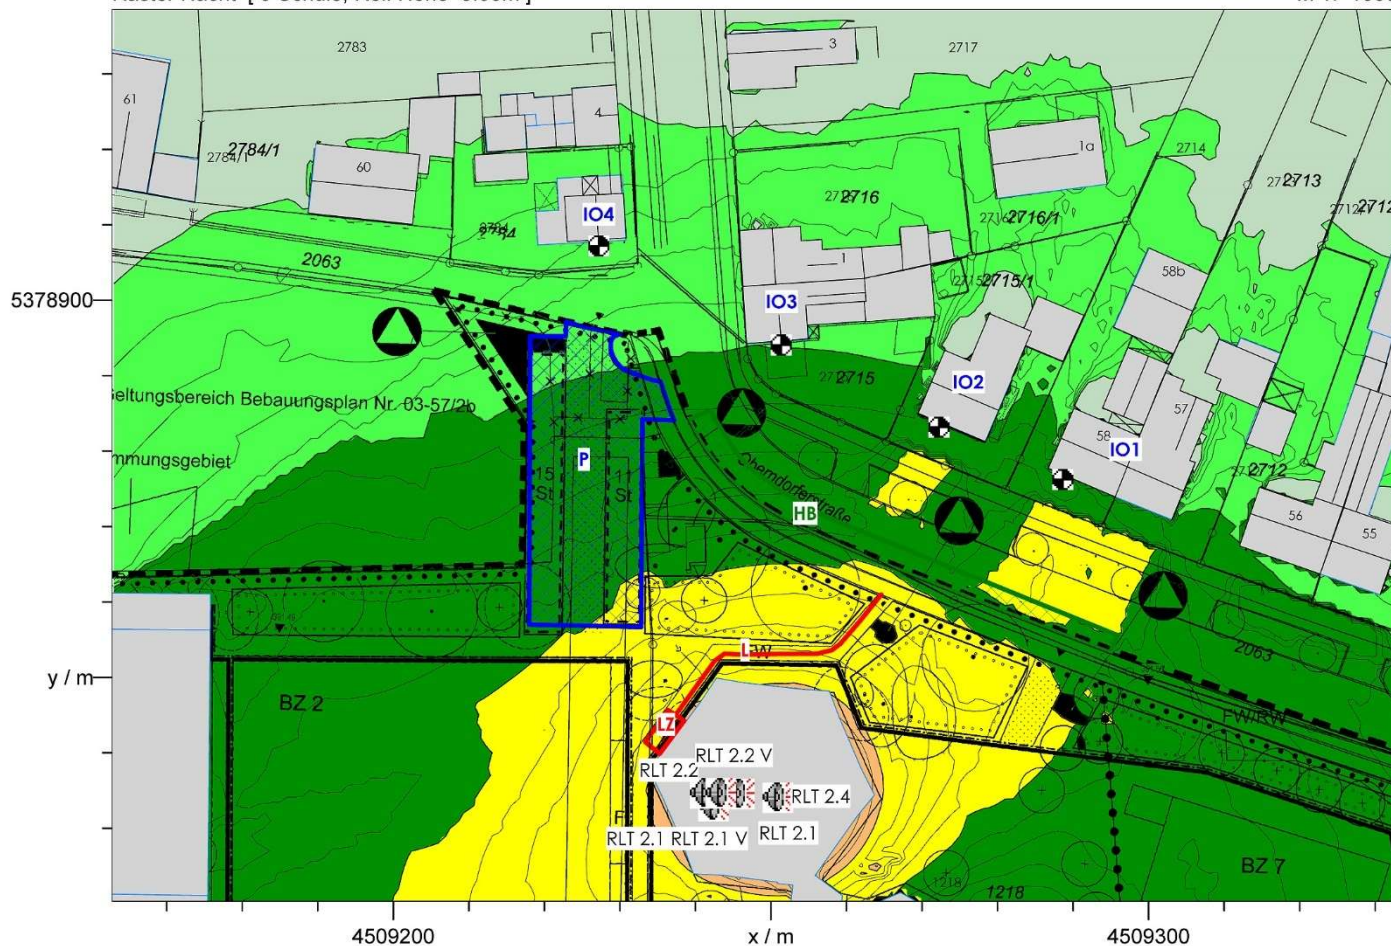 2783
3
2717
61
4
2784/1
2784/1
60
1a
2714
2713
2716
2716/1
2712
IO4
2784
2063
1
58b
2715/1
5378900
IO3
IO2
2715
Geltungsbereich Bebauungsplan Nr. 03-57/2b
57
58
IO1
mmungsgebiet
P
15
St
11
St
2712
Oberndorferstraße
HB
56
55
2063
L
y / m
BZ 2
LZ
FW/RW
RLT 2.2 V
RLT 2.2
RLT 2.4
RLT 2.1
RLT 2.1 V
RLT 2.1
BZ 7
1218
1218
4509200
x / m
4509300